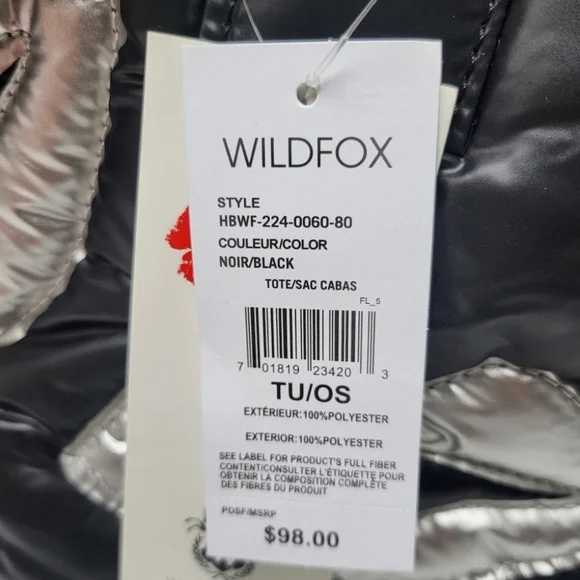 WILDFOX
STYLE
HBWF-224-0060-80
COULEUR/COLOR
NOIR/BLACK
TOTE/SAC CABAS
FL_5
7 01819 23420 3
TU/OS
EXTÉRIEUR:100%POLYESTER
EXTERIOR:100%POLYESTER
SEE LABEL FOR PRODUCT'S FULL FIBER
CONTENT/CONSULTER L'ÉTIQUETTE POUR
OBTENIR LA COMPOSITION COMPLÈTE
DES FIBRES DU PRODUIT
PDSF/MSRP
$98.00